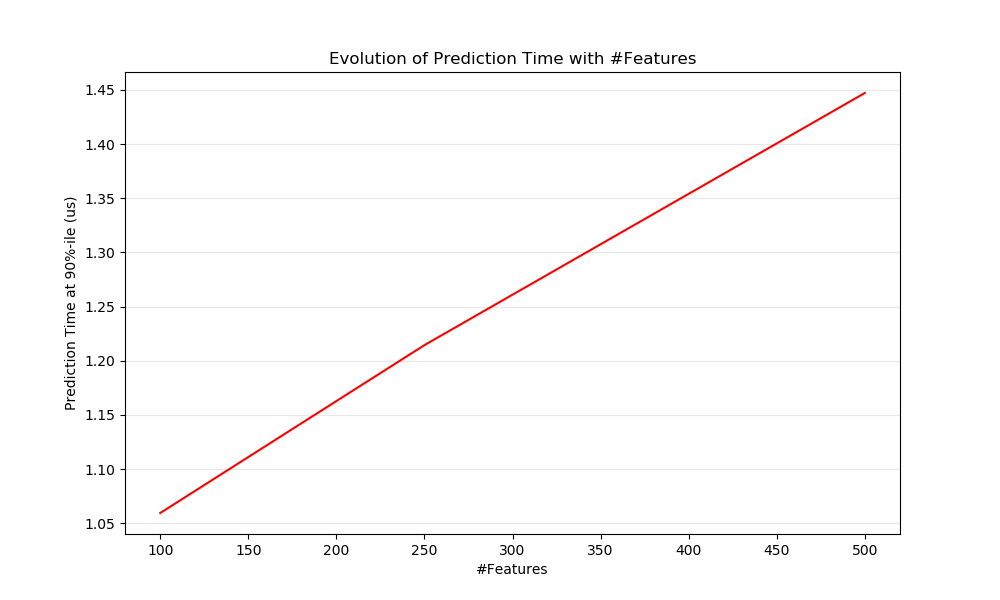 Evolution of Prediction Time with #Features
Prediction Time at 90%-ile (us)
1.45
1.40
1.35
1.30
1.25
1.20
1.15
1.10
1.05
100 150 200 250 300 350 400 450 500
#Features